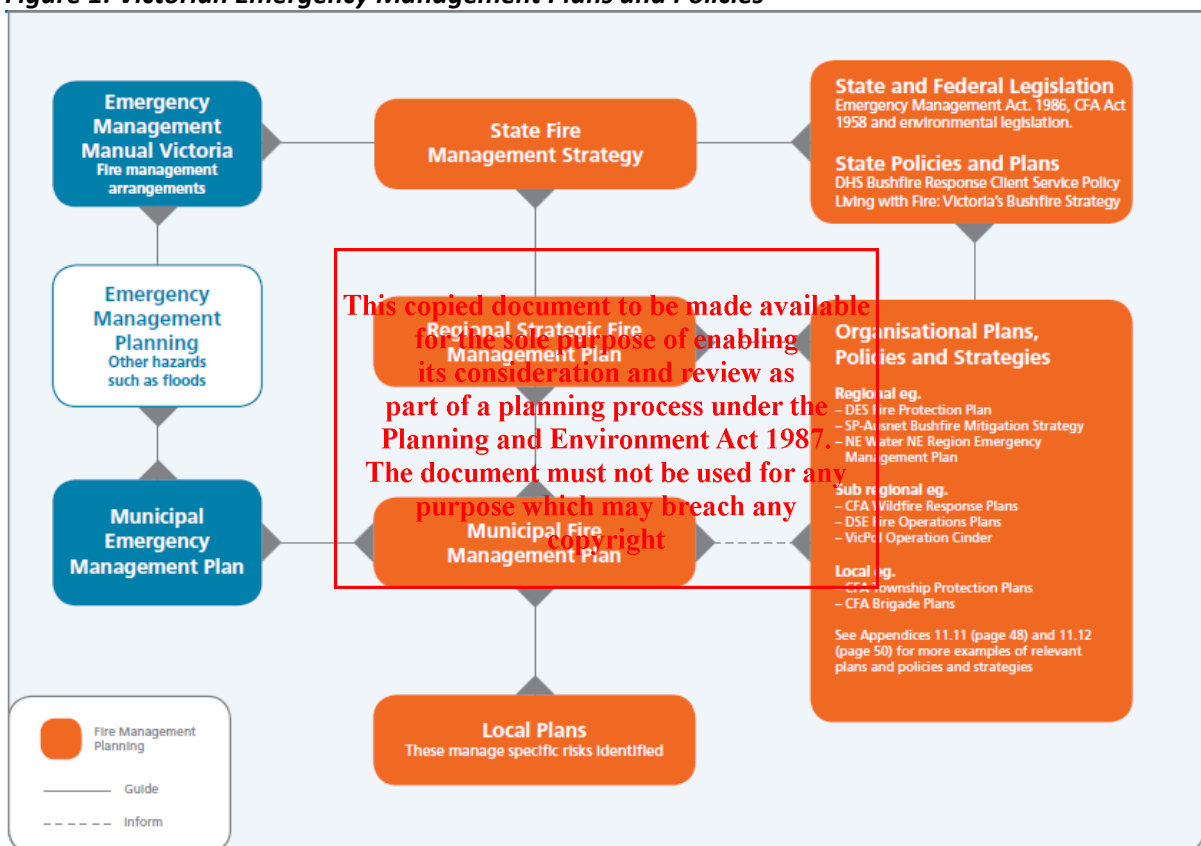 Figure 1: Victorian Emergency Management Plans and Policies
Emergency
Management
Manual Victoria
Fire management
arrangements
State Fire
Management Strategy
State and Federal Legislation
Emergency Management Act. 1986, CFA Act
1958 and environmental legislation.
State Policies and Plans
DHS Bushfire Response Client Service Policy
Living with Fire: Victoria's Bushfire Strategy
Emergency
Management
Planning
Other hazards
such as floods
Regional Strategic Fire
Management Plan
This copied document to be made available
for the sole purpose of enabling
its consideration and review as
part of a planning process under the
Planning and Environment Act 1987.
The document must not be used for any
purpose which may breach any
copyright
Organisational Plans,
Policies and Strategies
Regional eg.
– DES Fire Protection Plan
– SP-Ausnet Bushfire Mitigation Strategy
– NE Water NE Region Emergency
Management Plan
Sub regional eg.
– CFA Wildfire Response Plans
– DSE Fire Operations Plans
– VicPol Operation Cinder
Local eg.
– CFA Township Protection Plans
– CFA Brigade Plans
See Appendices 11.11 (page 48) and 11.12
(page 50) for more examples of relevant
plans and policies and strategies
Municipal
Emergency
Management Plan
Municipal Fire
Management Plan
Local Plans
These manage specific risks identified
Fire Management
Planning
Guide
Inform